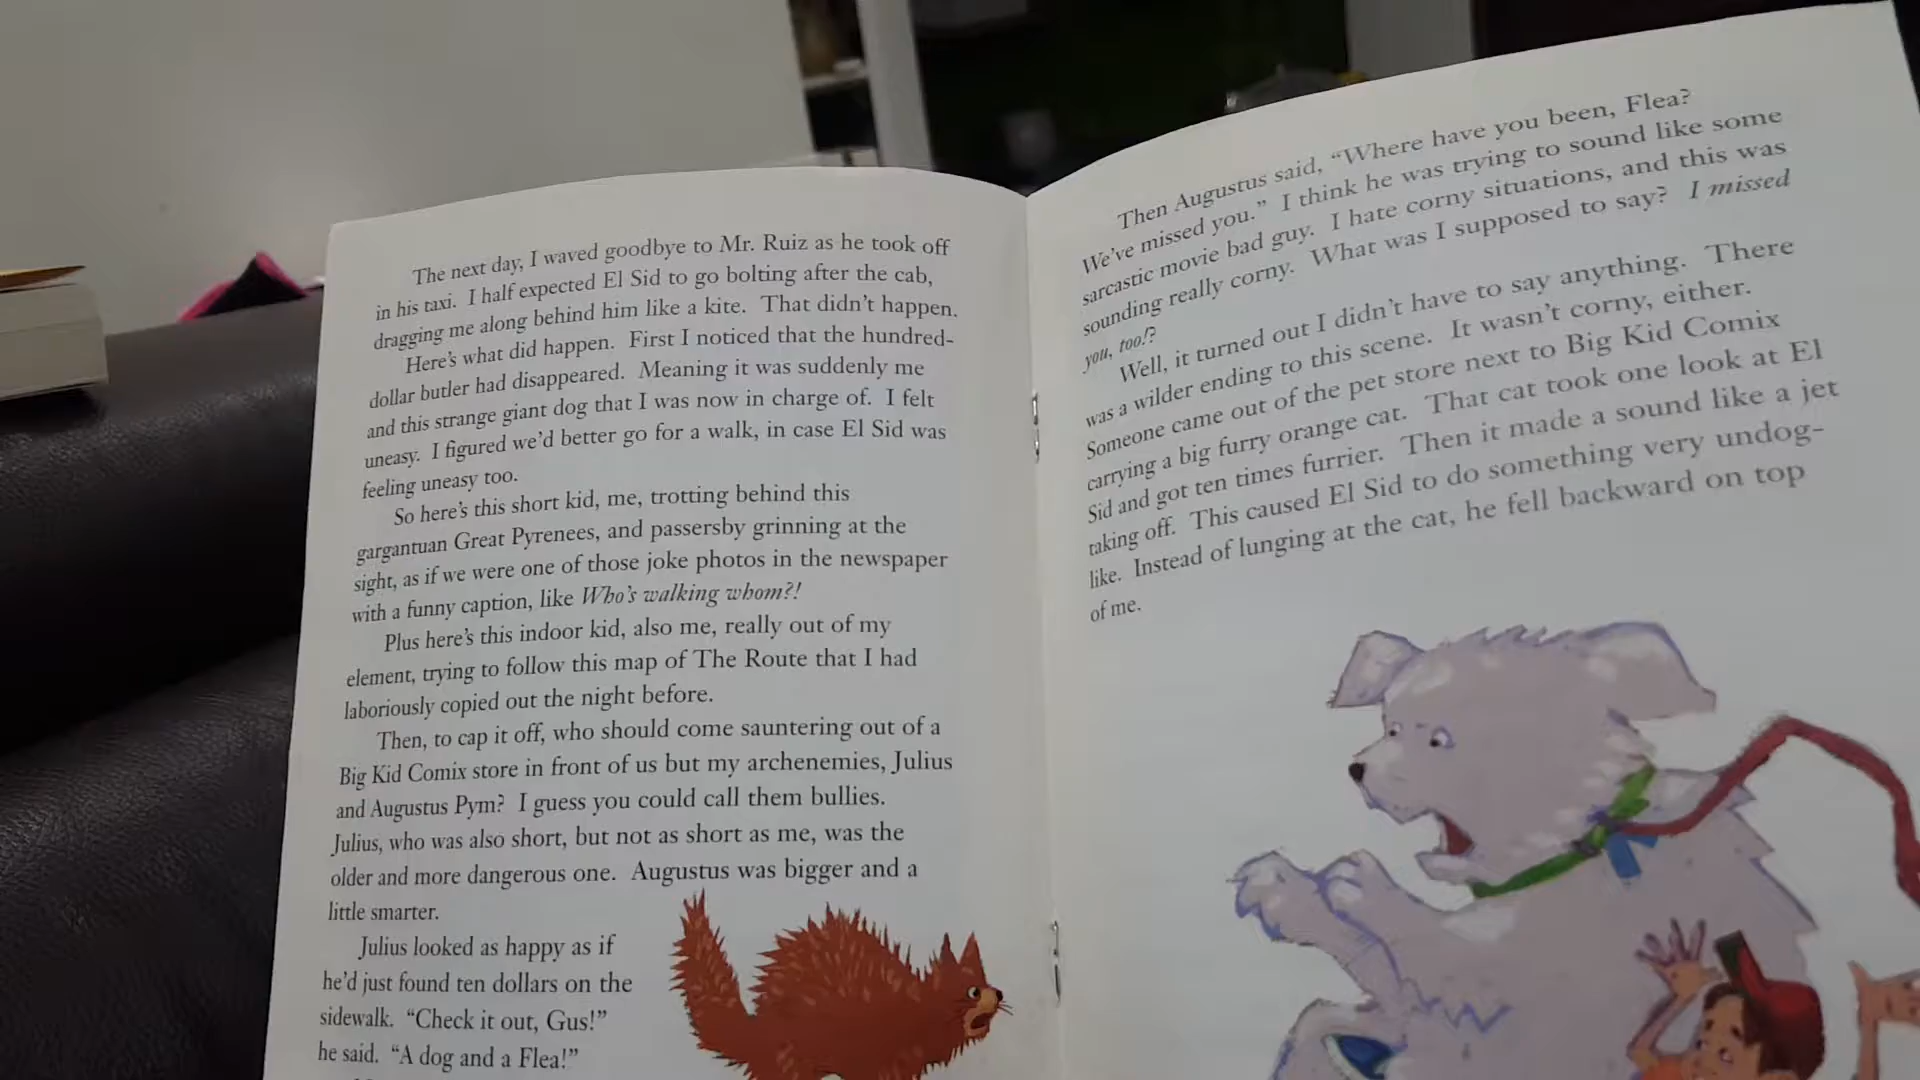 The next day, I waved goodbye to Mr. Ruiz as he took off
in his taxi. I half expected El Sid to go bolting after the cab,
dragging me along behind him like a kite. That didn't happen.
Here's what did happen. First I noticed that the hundred-
dollar butler had disappeared. Meaning it was suddenly me
and this strange giant dog that I was now in charge of. I felt
uneasy. I figured we'd better go for a walk, in case El Sid was
feeling uneasy too.
So here's this short kid, me, trotting behind this
gargantuan Great Pyrenees, and passersby grinning at the
sight, as if we were one of those joke photos in the newspaper
with a funny caption, like Who's walking whom?!
Plus here's this indoor kid, also me, really out of my
element, trying to follow this map of The Route that I had
laboriously copied out the night before.
Then, to cap it off, who should come sauntering out of a
Big Kid Comix store in front of us but my archenemies, Julius
and Augustus Pym? I guess you could call them bullies.
Julius, who was also short, but not as short as me, was the
older and more dangerous one. Augustus was bigger and a
little smarter.
Julius looked as happy as if
he'd just found ten dollars on the
sidewalk. "Check it out, Gus!"
he said. "A dog and a Flea!"
Then Augustus said, "Where have you been, Flea?
We've missed you." I think he was trying to sound like some
sarcastic movie bad guy. I hate corny situations, and this was
sounding really corny. What was I supposed to say? I missed
you, too!?
Well, it turned out I didn't have to say anything. There
was a wilder ending to this scene. It wasn't corny, either.
Someone came out of the pet store next to Big Kid Comix
carrying a big furry orange cat. That cat took one look at El
Sid and got ten times furrier. Then it made a sound like a jet
taking off. This caused El Sid to do something very undog-
like. Instead of lunging at the cat, he fell backward on top
of me.